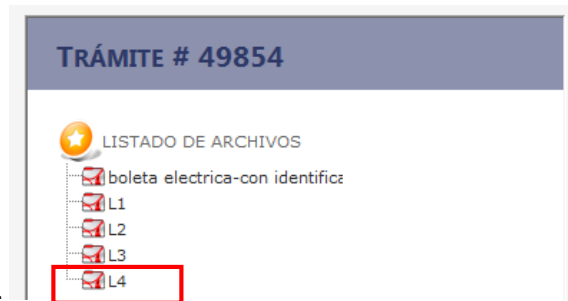 TRÁMITE # 49854
LISTADO DE ARCHIVOS
boleta electrica-con identifica
L1
L2
L3
L4